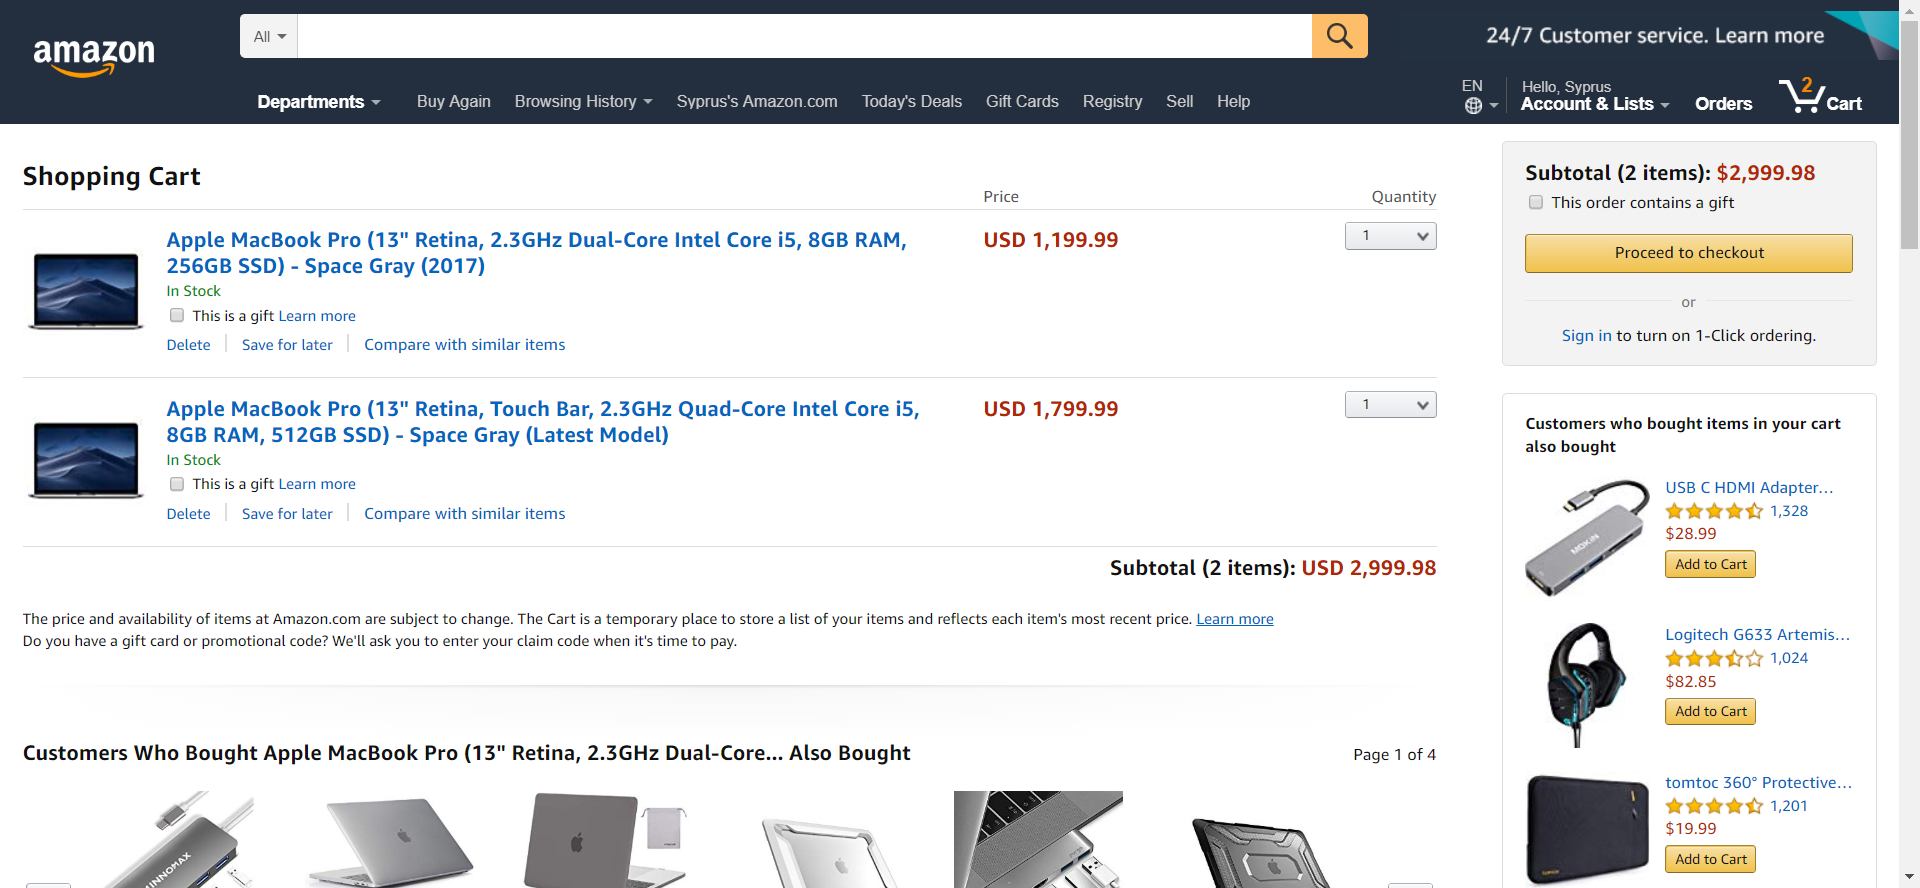 24/7 Customer service. Learn more
All
amazon
EN
Hello, Syprus
2
Departments
Buy Again
Browsing History
Syprus's Amazon.com
Today's Deals
Gift Cards
Registry
Sell
Help
Account & Lists
Orders
Cart
Shopping Cart
Price
Quantity
Apple MacBook Pro (13" Retina, 2.3GHz Dual-Core Intel Core i5, 8GB RAM,
256GB SSD) - Space Gray (2017)
USD 1,199.99
1
In Stock
This is a gift Learn more
Delete
Save for later
Compare with similar items
Apple MacBook Pro (13" Retina, Touch Bar, 2.3GHz Quad-Core Intel Core i5,
8GB RAM, 512GB SSD) - Space Gray (Latest Model)
USD 1,799.99
1
In Stock
This is a gift Learn more
Delete
Save for later
Compare with similar items
Subtotal (2 items): USD 2,999.98
The price and availability of items at Amazon.com are subject to change. The Cart is a temporary place to store a list of your items and reflects each item's most recent price. Learn more
Do you have a gift card or promotional code? We'll ask you to enter your claim code when it's time to pay.
Customers Who Bought Apple MacBook Pro (13" Retina, 2.3GHz Dual-Core... Also Bought
Page 1 of 4
INNOMAX
Subtotal (2 items): $2,999.98
This order contains a gift
Proceed to checkout
or
Sign in to turn on 1-Click ordering.
Customers who bought items in your cart
also bought
MOKiN
USB C HDMI Adapter...
1,328
$28.99
Add to Cart
Logitech G633 Artemis...
1,024
$82.85
Add to Cart
tomtoc 360° Protective...
1,201
$19.99
Add to Cart